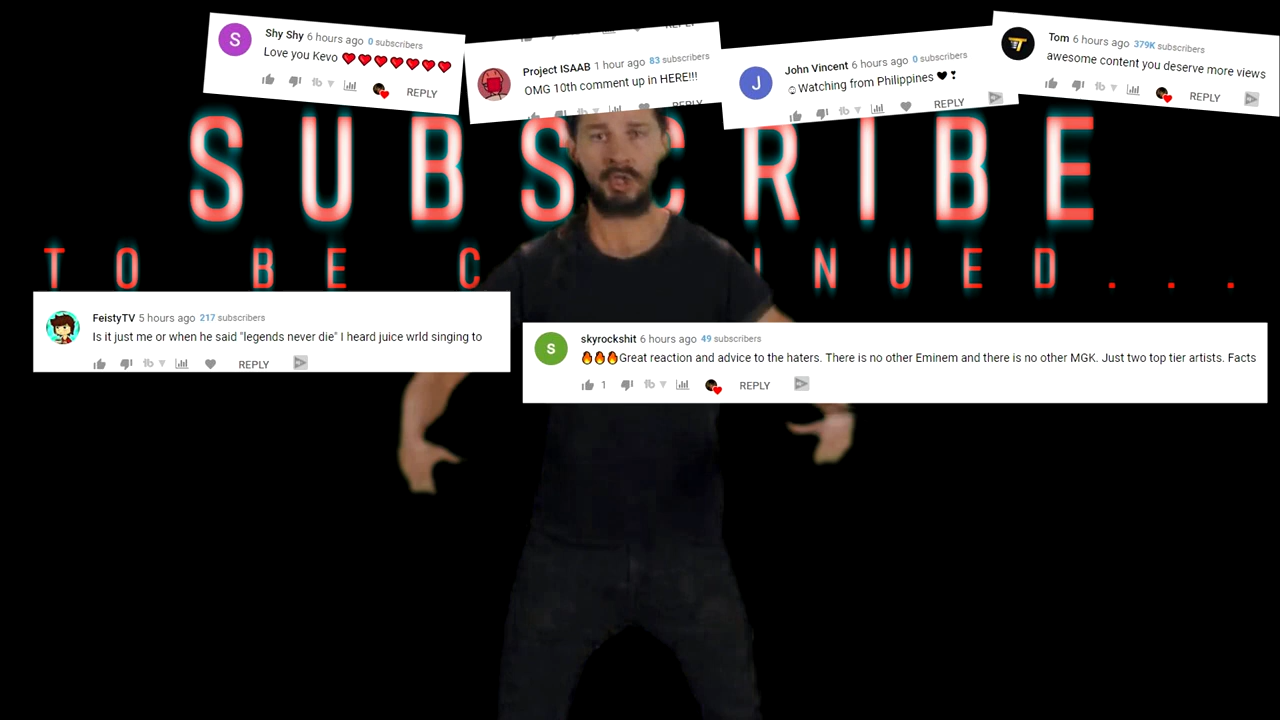 Shy Shy 6 hours ago 0 subscribers
Love you Kevo ❤❤❤❤❤❤❤
REPLY
Project ISAAB 1 hour ago 83 subscribers
OMG 10th comment up in HERE!!!
REPLY
John Vincent 6 hours ago 0 subscribers
☺Watching from Philippines ❤❣
REPLY
Tom 6 hours ago 379K subscribers
awesome content you deserve more views
REPLY
SUBSCRIBE
TO BE C INUED...
FeistyTV 5 hours ago 217 subscribers
Is it just me or when he said "legends never die" I heard juice wrld singing to
REPLY
skyrockshit 6 hours ago 49 subscribers
🔥🔥🔥Great reaction and advice to the haters. There is no other Eminem and there is no other MGK. Just two top tier artists. Facts
1 tb REPLY